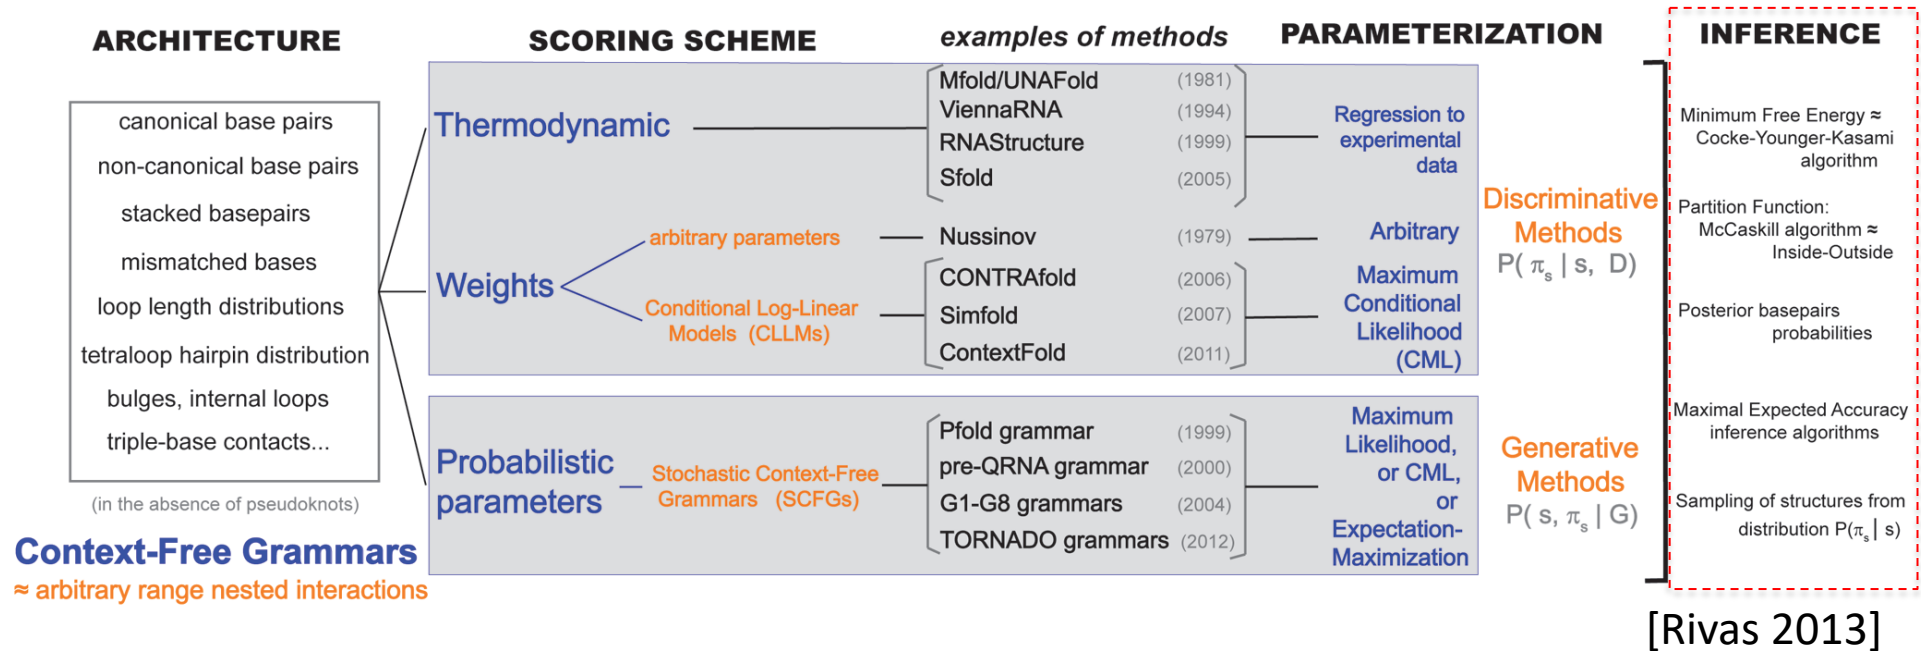 ARCHITECTURE
canonical base pairs
non-canonical base pairs
stacked basepairs
mismatched bases
loop length distributions
tetraloop hairpin distribution
bulges, internal loops
triple-base contacts...
(in the absence of pseudoknots)
Context-Free Grammars
≈ arbitrary range nested interactions
SCORING SCHEME
Thermodynamic
Weights
arbitrary parameters
Conditional Log-Linear
Models (CLLMs)
Probabilistic
parameters
Stochastic Context-Free
Grammars (SCFGs)
examples of methods
Mfold/UNAFold (1981)
ViennaRNA (1994)
RNAStructure (1999)
Sfold (2005)
Nussinov (1979)
CONTRAfold (2006)
Simfold (2007)
ContextFold (2011)
Pfold grammar (1999)
pre-QRNA grammar (2000)
G1-G8 grammars (2004)
TORNADO grammars (2012)
PARAMETERIZATION
Regression to
experimental
data
Arbitrary
Maximum
Conditional
Likelihood
(CML)
Maximum
Likelihood,
or CML,
or
Expectation-
Maximization
Discriminative
Methods
P( πs | s, D)
Generative
Methods
P( s, πs | G)
INFERENCE
Minimum Free Energy ≈
Cocke-Younger-Kasami
algorithm
Partition Function:
McCaskill algorithm ≈
Inside-Outside
Posterior basepairs
probabilities
Maximal Expected Accuracy
inference algorithms
Sampling of structures from
distribution P(πs | s)
[Rivas 2013]